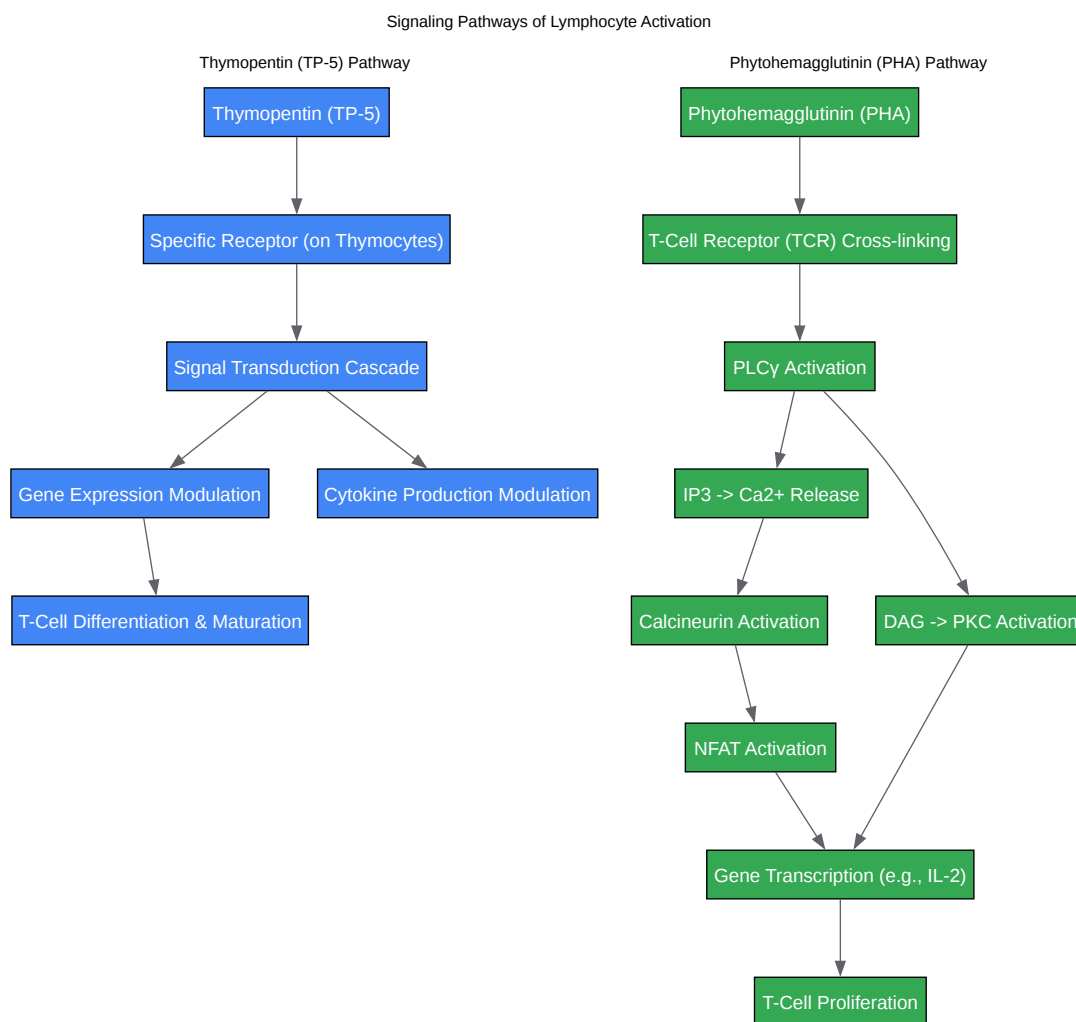 Signaling Pathways of Lymphocyte Activation
Thymopentin (TP-5) Pathway
Thymopentin (TP-5)
Specific Receptor (on Thymocytes)
Signal Transduction Cascade
Gene Expression Modulation
Cytokine Production Modulation
T-Cell Differentiation & Maturation
Phytohemagglutinin (PHA) Pathway
Phytohemagglutinin (PHA)
T-Cell Receptor (TCR) Cross-linking
PLCγ Activation
IP3 -> Ca2+ Release
Calcineurin Activation
DAG -> PKC Activation
NFAT Activation
Gene Transcription (e.g., IL-2)
T-Cell Proliferation